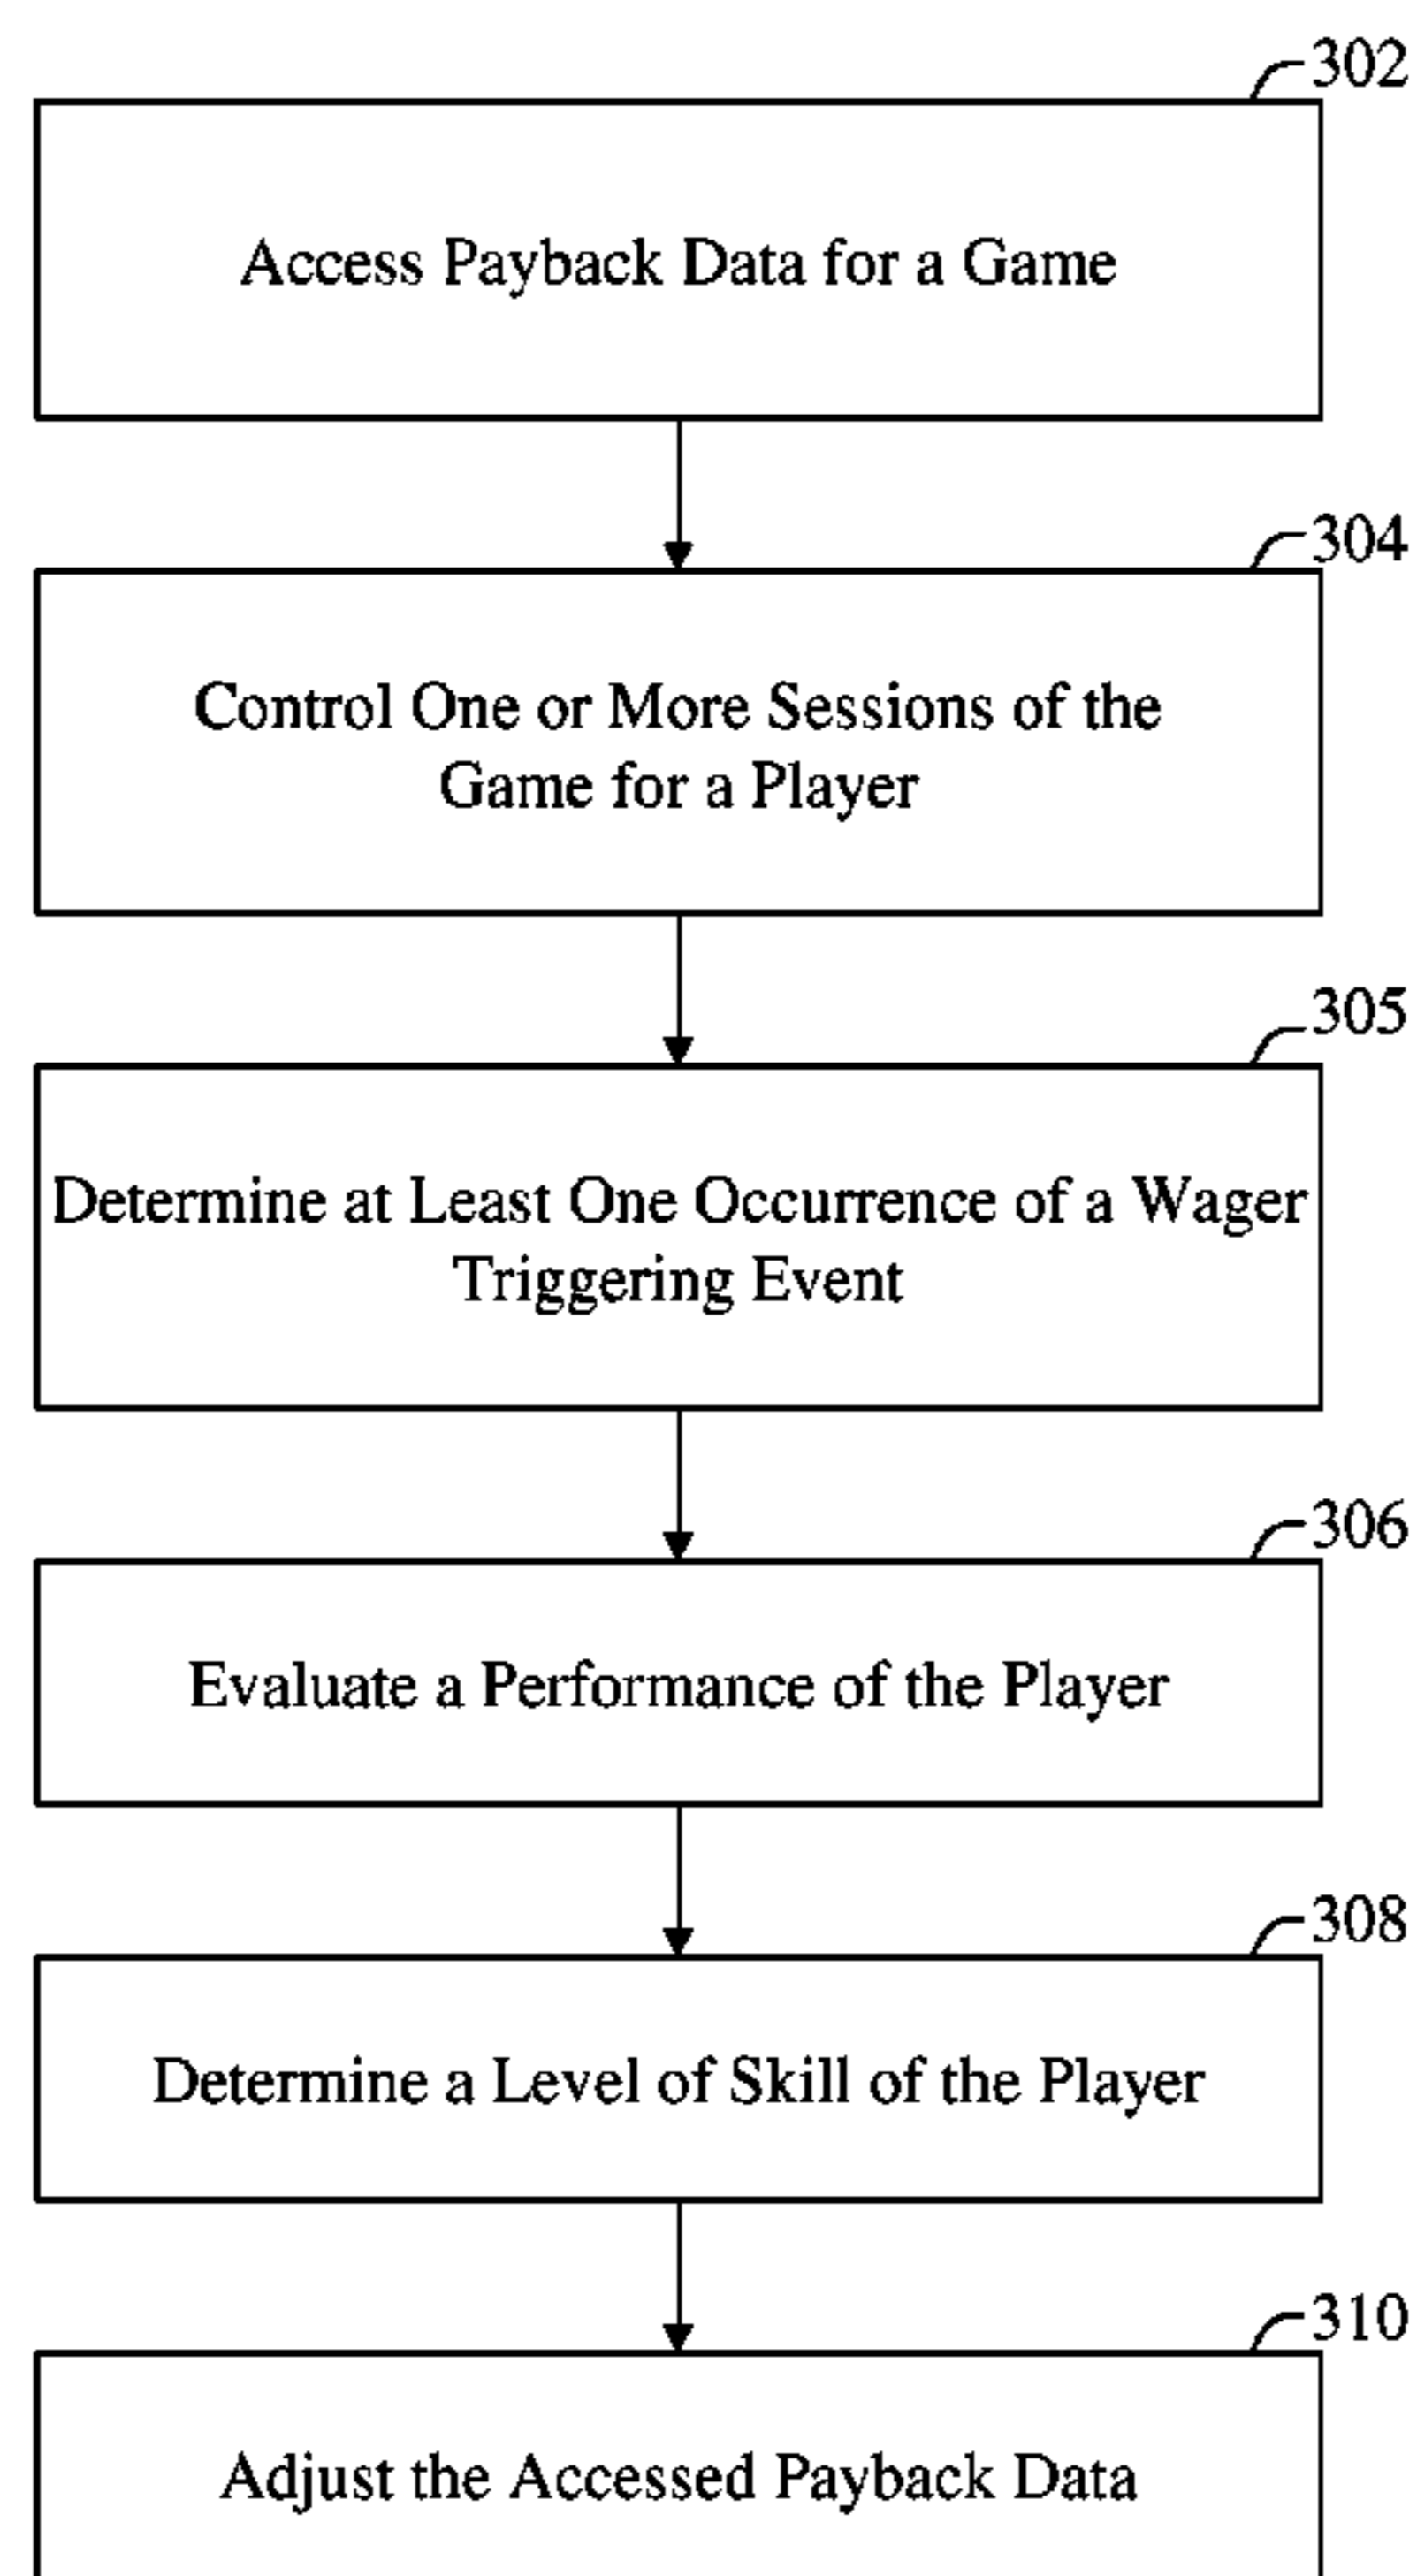 302
Access Payback Data for a Game
304
Control One or More Sessions of the
Game for a Player
305
Determine at Least One Occurrence of a Wager
Triggering Event
306
Evaluate a Performance of the Player
308
Determine a Level of Skill of the Player
310
Adjust the Accessed Payback Data